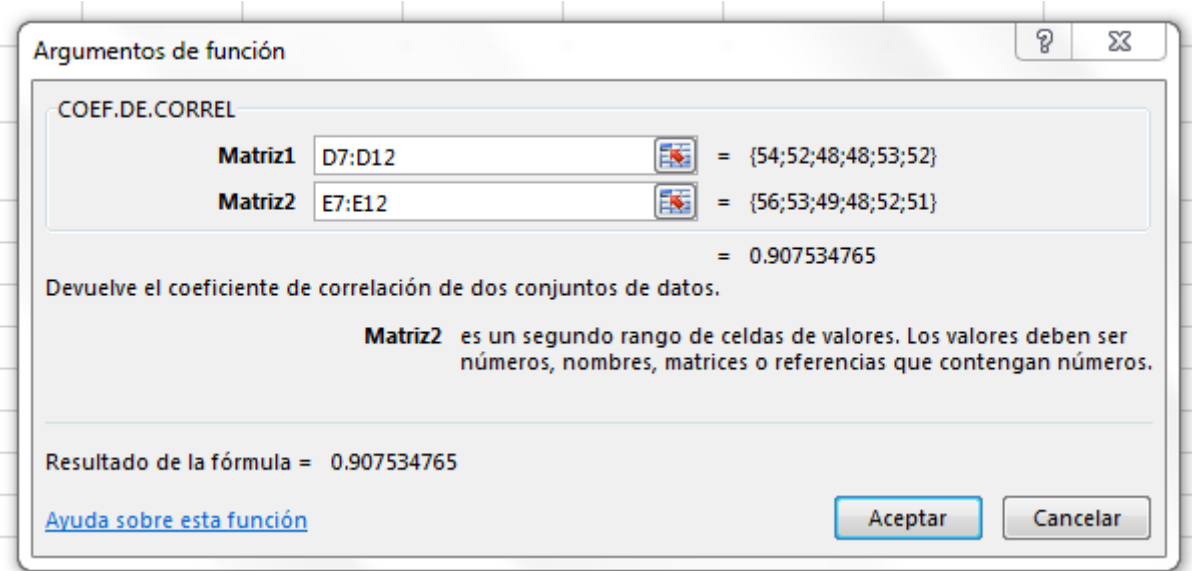 Argumentos de función
COEF.DE.CORREL
Matriz1 D7:D12 = {54;52;48;48;53;52}
Matriz2 E7:E12 = {56;53;49;48;52;51}
= 0.907534765
Devuelve el coeficiente de correlación de dos conjuntos de datos.
Matriz2 es un segundo rango de celdas de valores. Los valores deben ser
números, nombres, matrices o referencias que contengan números.
Resultado de la fórmula = 0.907534765
Ayuda sobre esta función Aceptar Cancelar